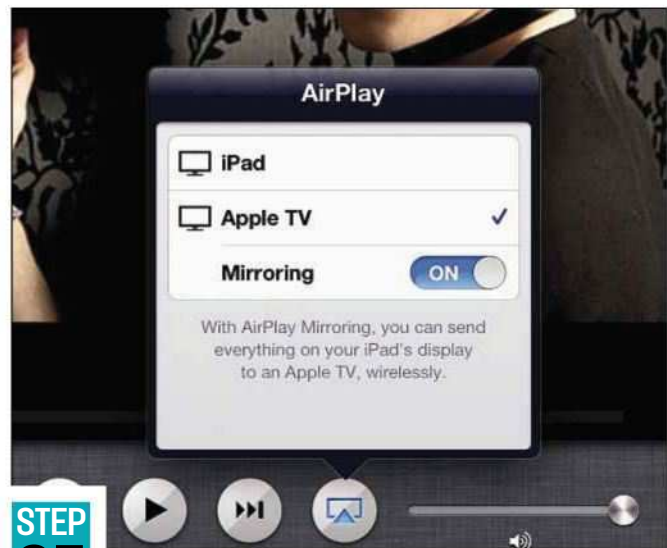 AirPlay
iPad
Apple TV
Mirroring ON
With AirPlay Mirroring, you can send
everything on your iPad's display
to an Apple TV, wirelessly.
STEP